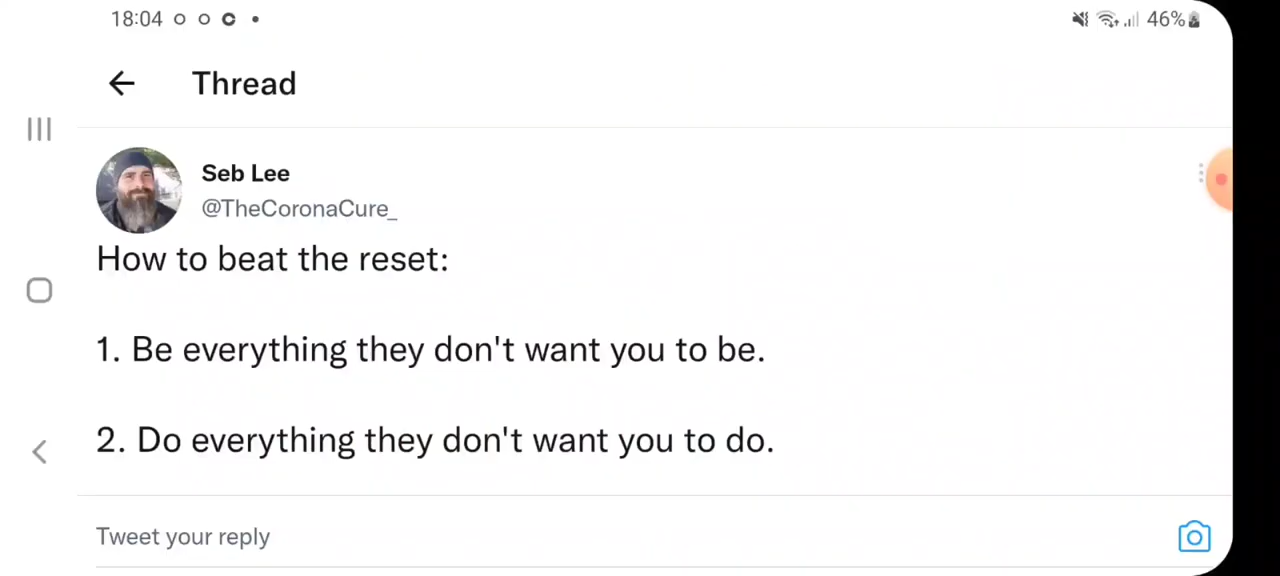 18:04 46%
Thread
Seb Lee
@TheCoronaCure_
How to beat the reset:
1. Be everything they don't want you to be.
2. Do everything they don't want you to do.
Tweet your reply